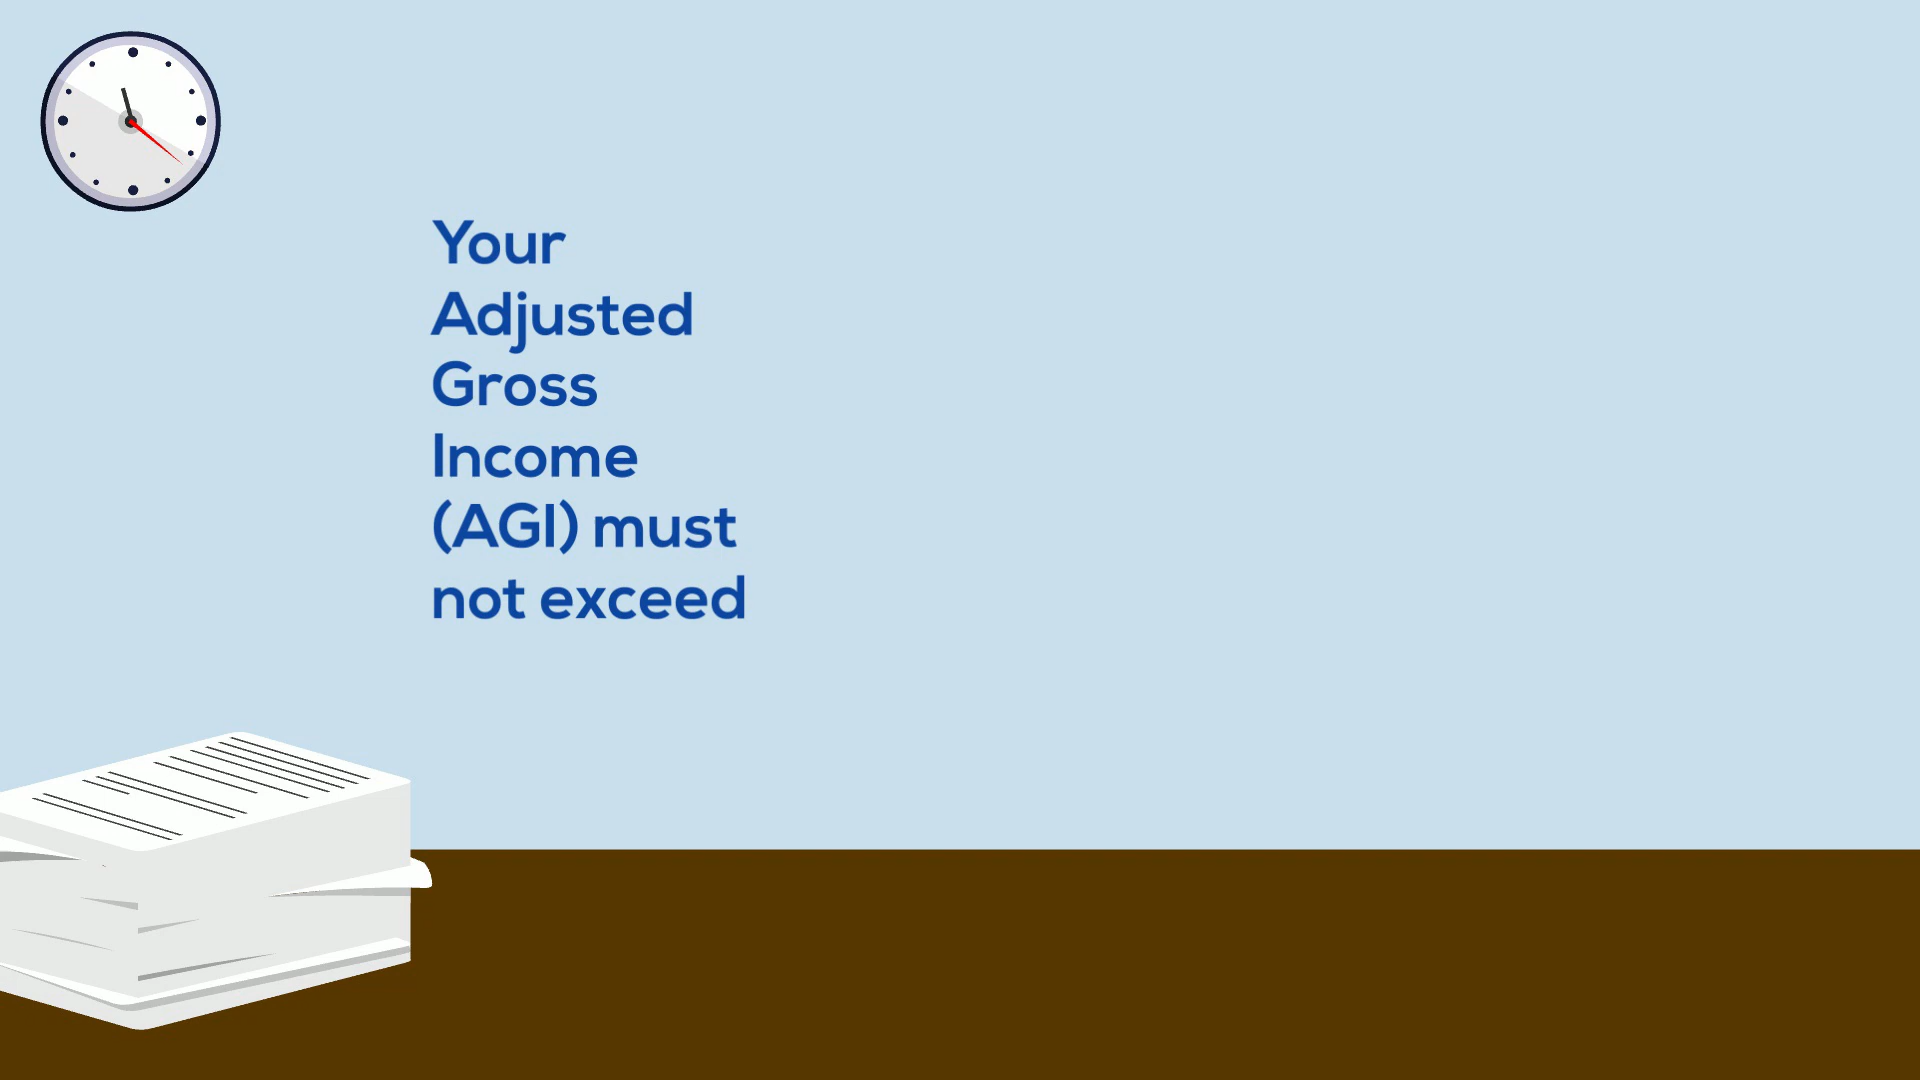 Your
Adjusted
Gross
Income
(AGI) must
not exceed